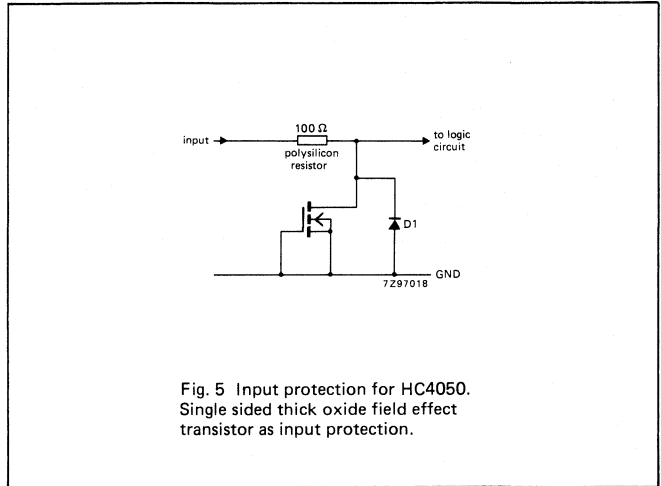 100 Ω
input
to logic
circuit
polysilicon
resistor
D1
GND
7Z97018
Fig. 5 Input protection for HC4050.
Single sided thick oxide field effect
transistor as input protection.